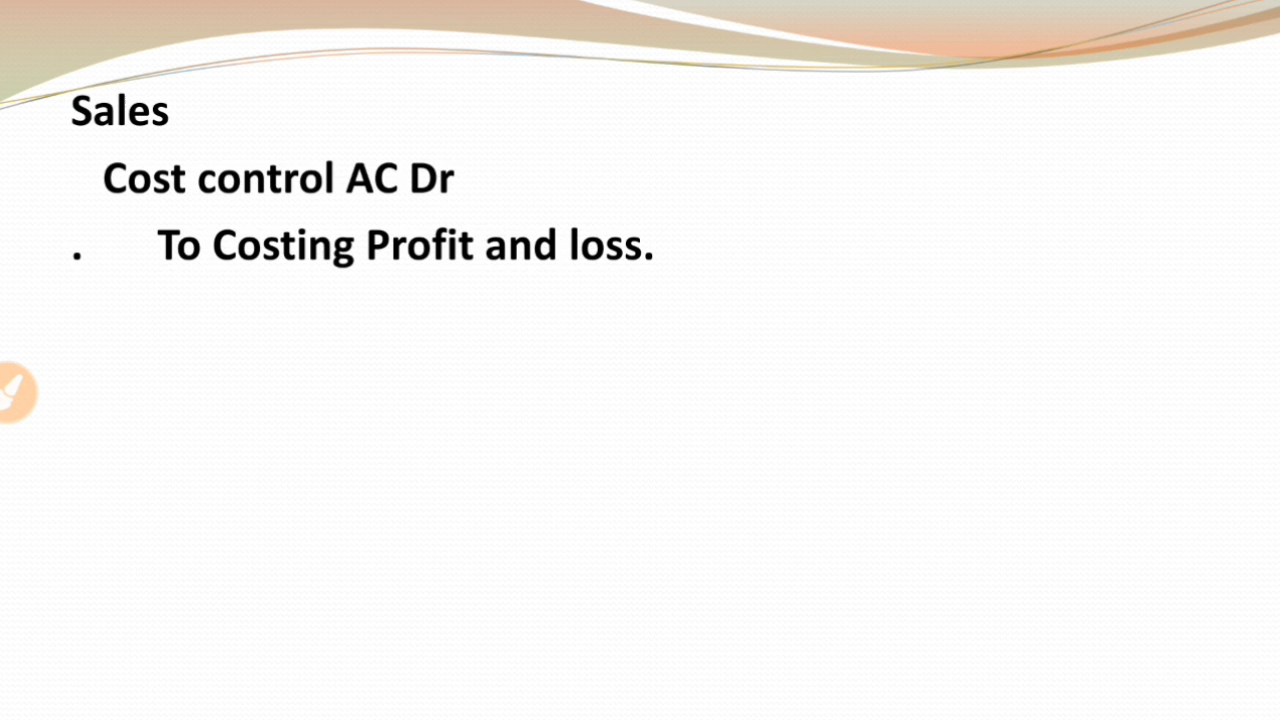 Sales
Cost control AC Dr
. To Costing Profit and loss.